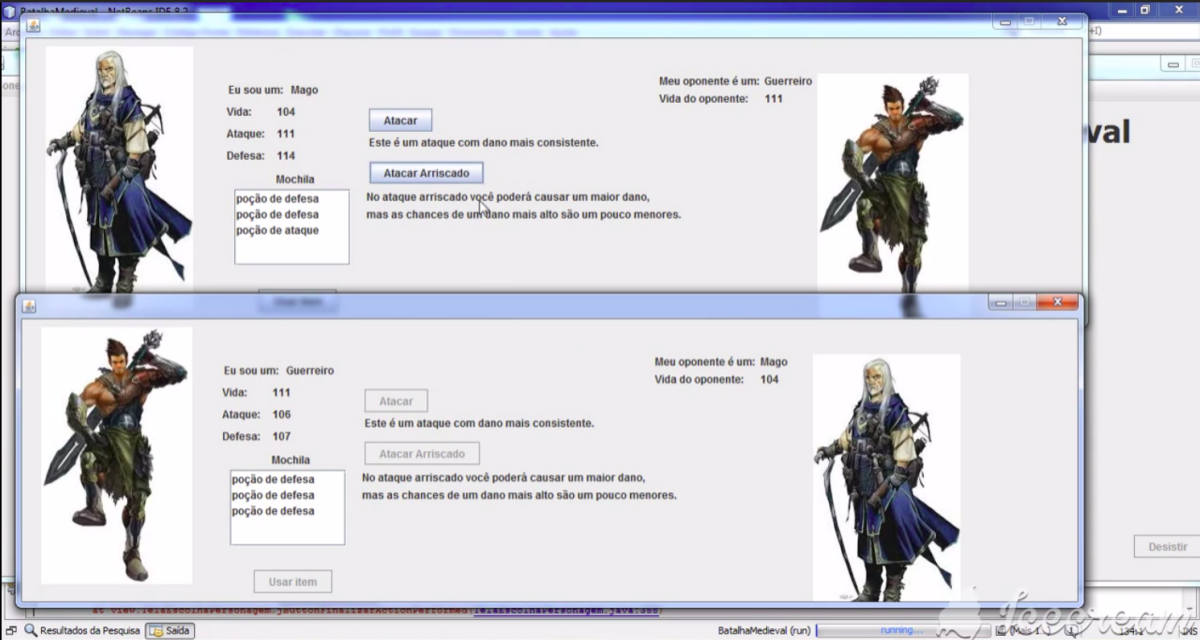 BatalhaMedieval - NetBeans IDE 8.2
Eu sou um: Mago
Vida: 104
Ataque: 111
Defesa: 114
Mochila
poção de defesa
poção de defesa
poção de ataque
Usar item
Atacar
Este é um ataque com dano mais consistente.
Atacar Arriscado
No ataque arriscado você poderá causar um maior dano,
mas as chances de um dano mais alto são um pouco menores.
Meu oponente é um: Guerreiro
Vida do oponente: 111
val
Eu sou um: Guerreiro
Vida: 111
Ataque: 106
Defesa: 107
Mochila
poção de defesa
poção de defesa
poção de defesa
Usar item
Atacar
Este é um ataque com dano mais consistente.
Atacar Arriscado
No ataque arriscado você poderá causar um maior dano,
mas as chances de um dano mais alto são um pouco menores.
Meu oponente é um: Mago
Vida do oponente: 104
Desistir
Resultados da Pesquisa
Saída
BatalhaMedieval (run)
running...
Icecream
INS